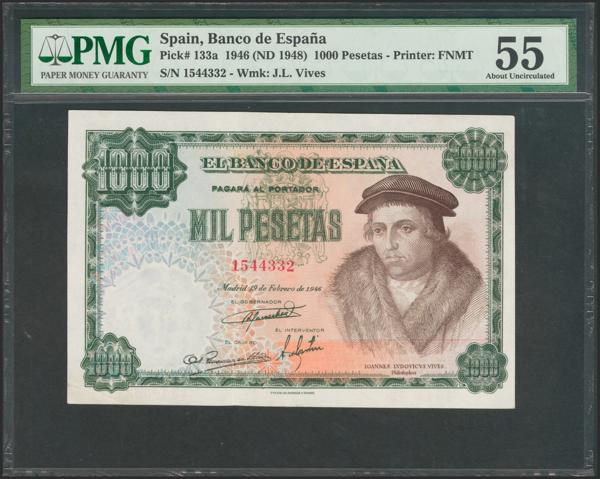 PMG
PAPER MONEY GUARANTY
Spain, Banco de España
Pick# 133a 1946 (ND 1948) 1000 Pesetas - Printer: FNMT
S/N 1544332 - Wmk: J.L. Vives
55
About Uncirculated
1000
1000
EL BANCO DE ESPAÑA
PAGARÁ AL PORTADOR
MIL PESETAS
1544332
Madrid 19 de Febrero de 1946
EL GOBERNADOR
EL INTERVENTOR
EL CAJERO
IOANNES LVDOVICVS VIVES
Philosophus
1000
1000